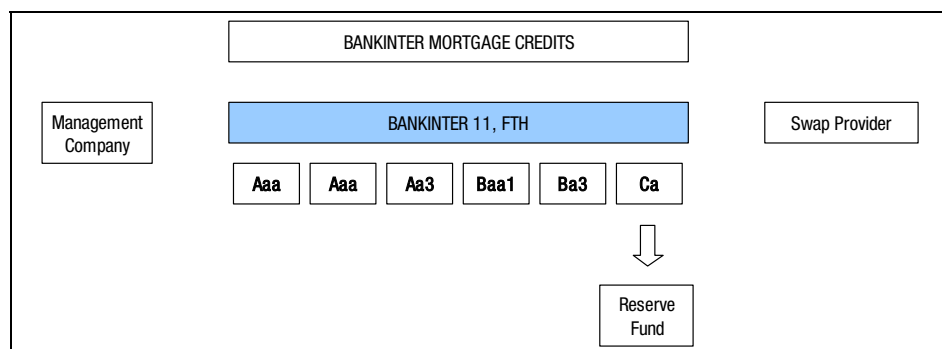 BANKINTER MORTGAGE CREDITS
Management
Company
BANKINTER 11, FTH
Swap Provider
Aaa Aaa Aa3 Baa1 Ba3 Ca
Reserve
Fund